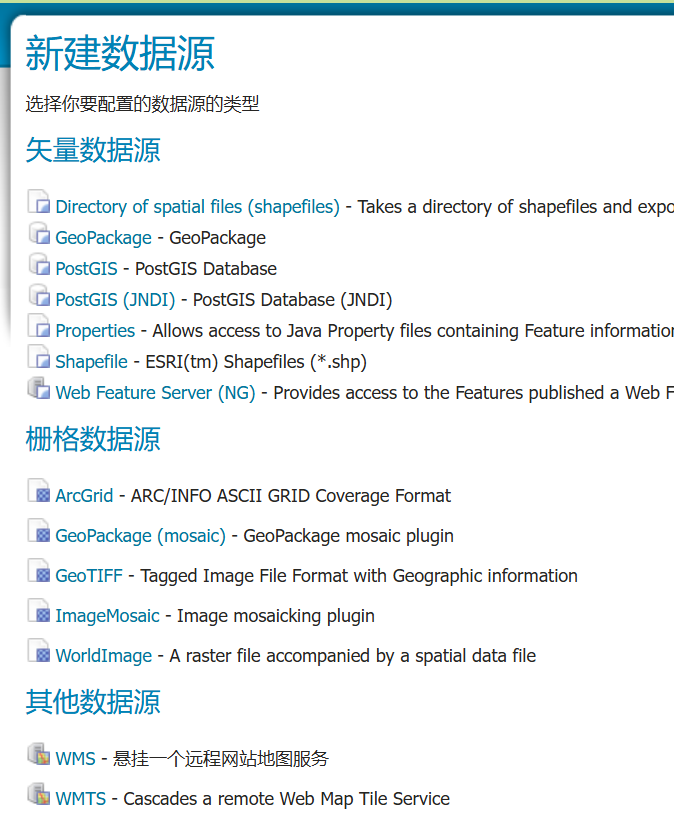 新建数据源
选择你要配置的数据源的类型
矢量数据源
Directory of spatial files (shapefiles) - Takes a directory of shapefiles and expo
GeoPackage - GeoPackage
PostGIS - PostGIS Database
PostGIS (JNDI) - PostGIS Database (JNDI)
Properties - Allows access to Java Property files containing Feature information
Shapefile - ESRI(tm) Shapefiles (*.shp)
Web Feature Server (NG) - Provides access to the Features published a Web F
栅格数据源
ArcGrid - ARC/INFO ASCII GRID Coverage Format
GeoPackage (mosaic) - GeoPackage mosaic plugin
GeoTIFF - Tagged Image File Format with Geographic information
ImageMosaic - Image mosaicking plugin
WorldImage - A raster file accompanied by a spatial data file
其他数据源
WMS - 悬挂一个远程网站地图服务
WMTS - Cascades a remote Web Map Tile Service